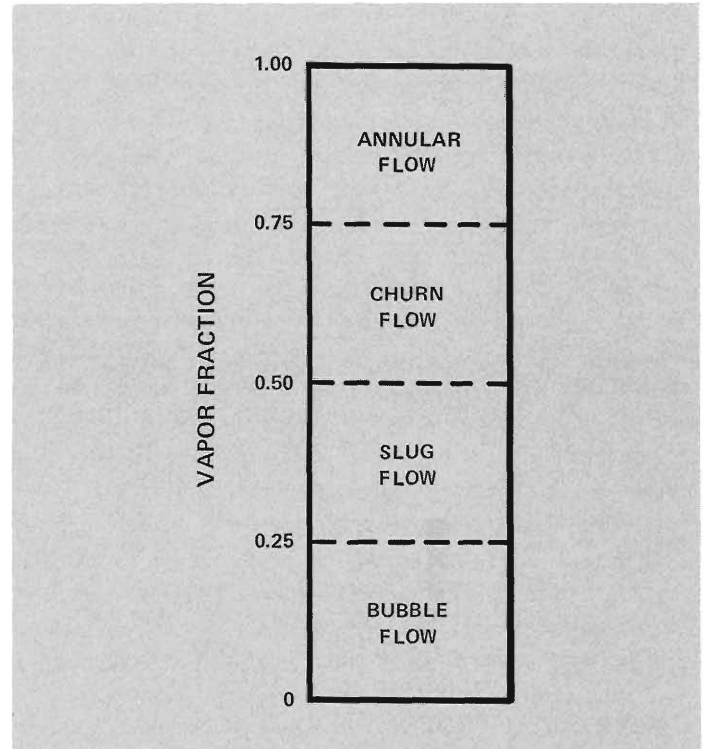 1.00
ANNULAR
FLOW
0.75
CHURN
FLOW
VAPOR FRACTION
0.50
SLUG
FLOW
0.25
BUBBLE
FLOW
0